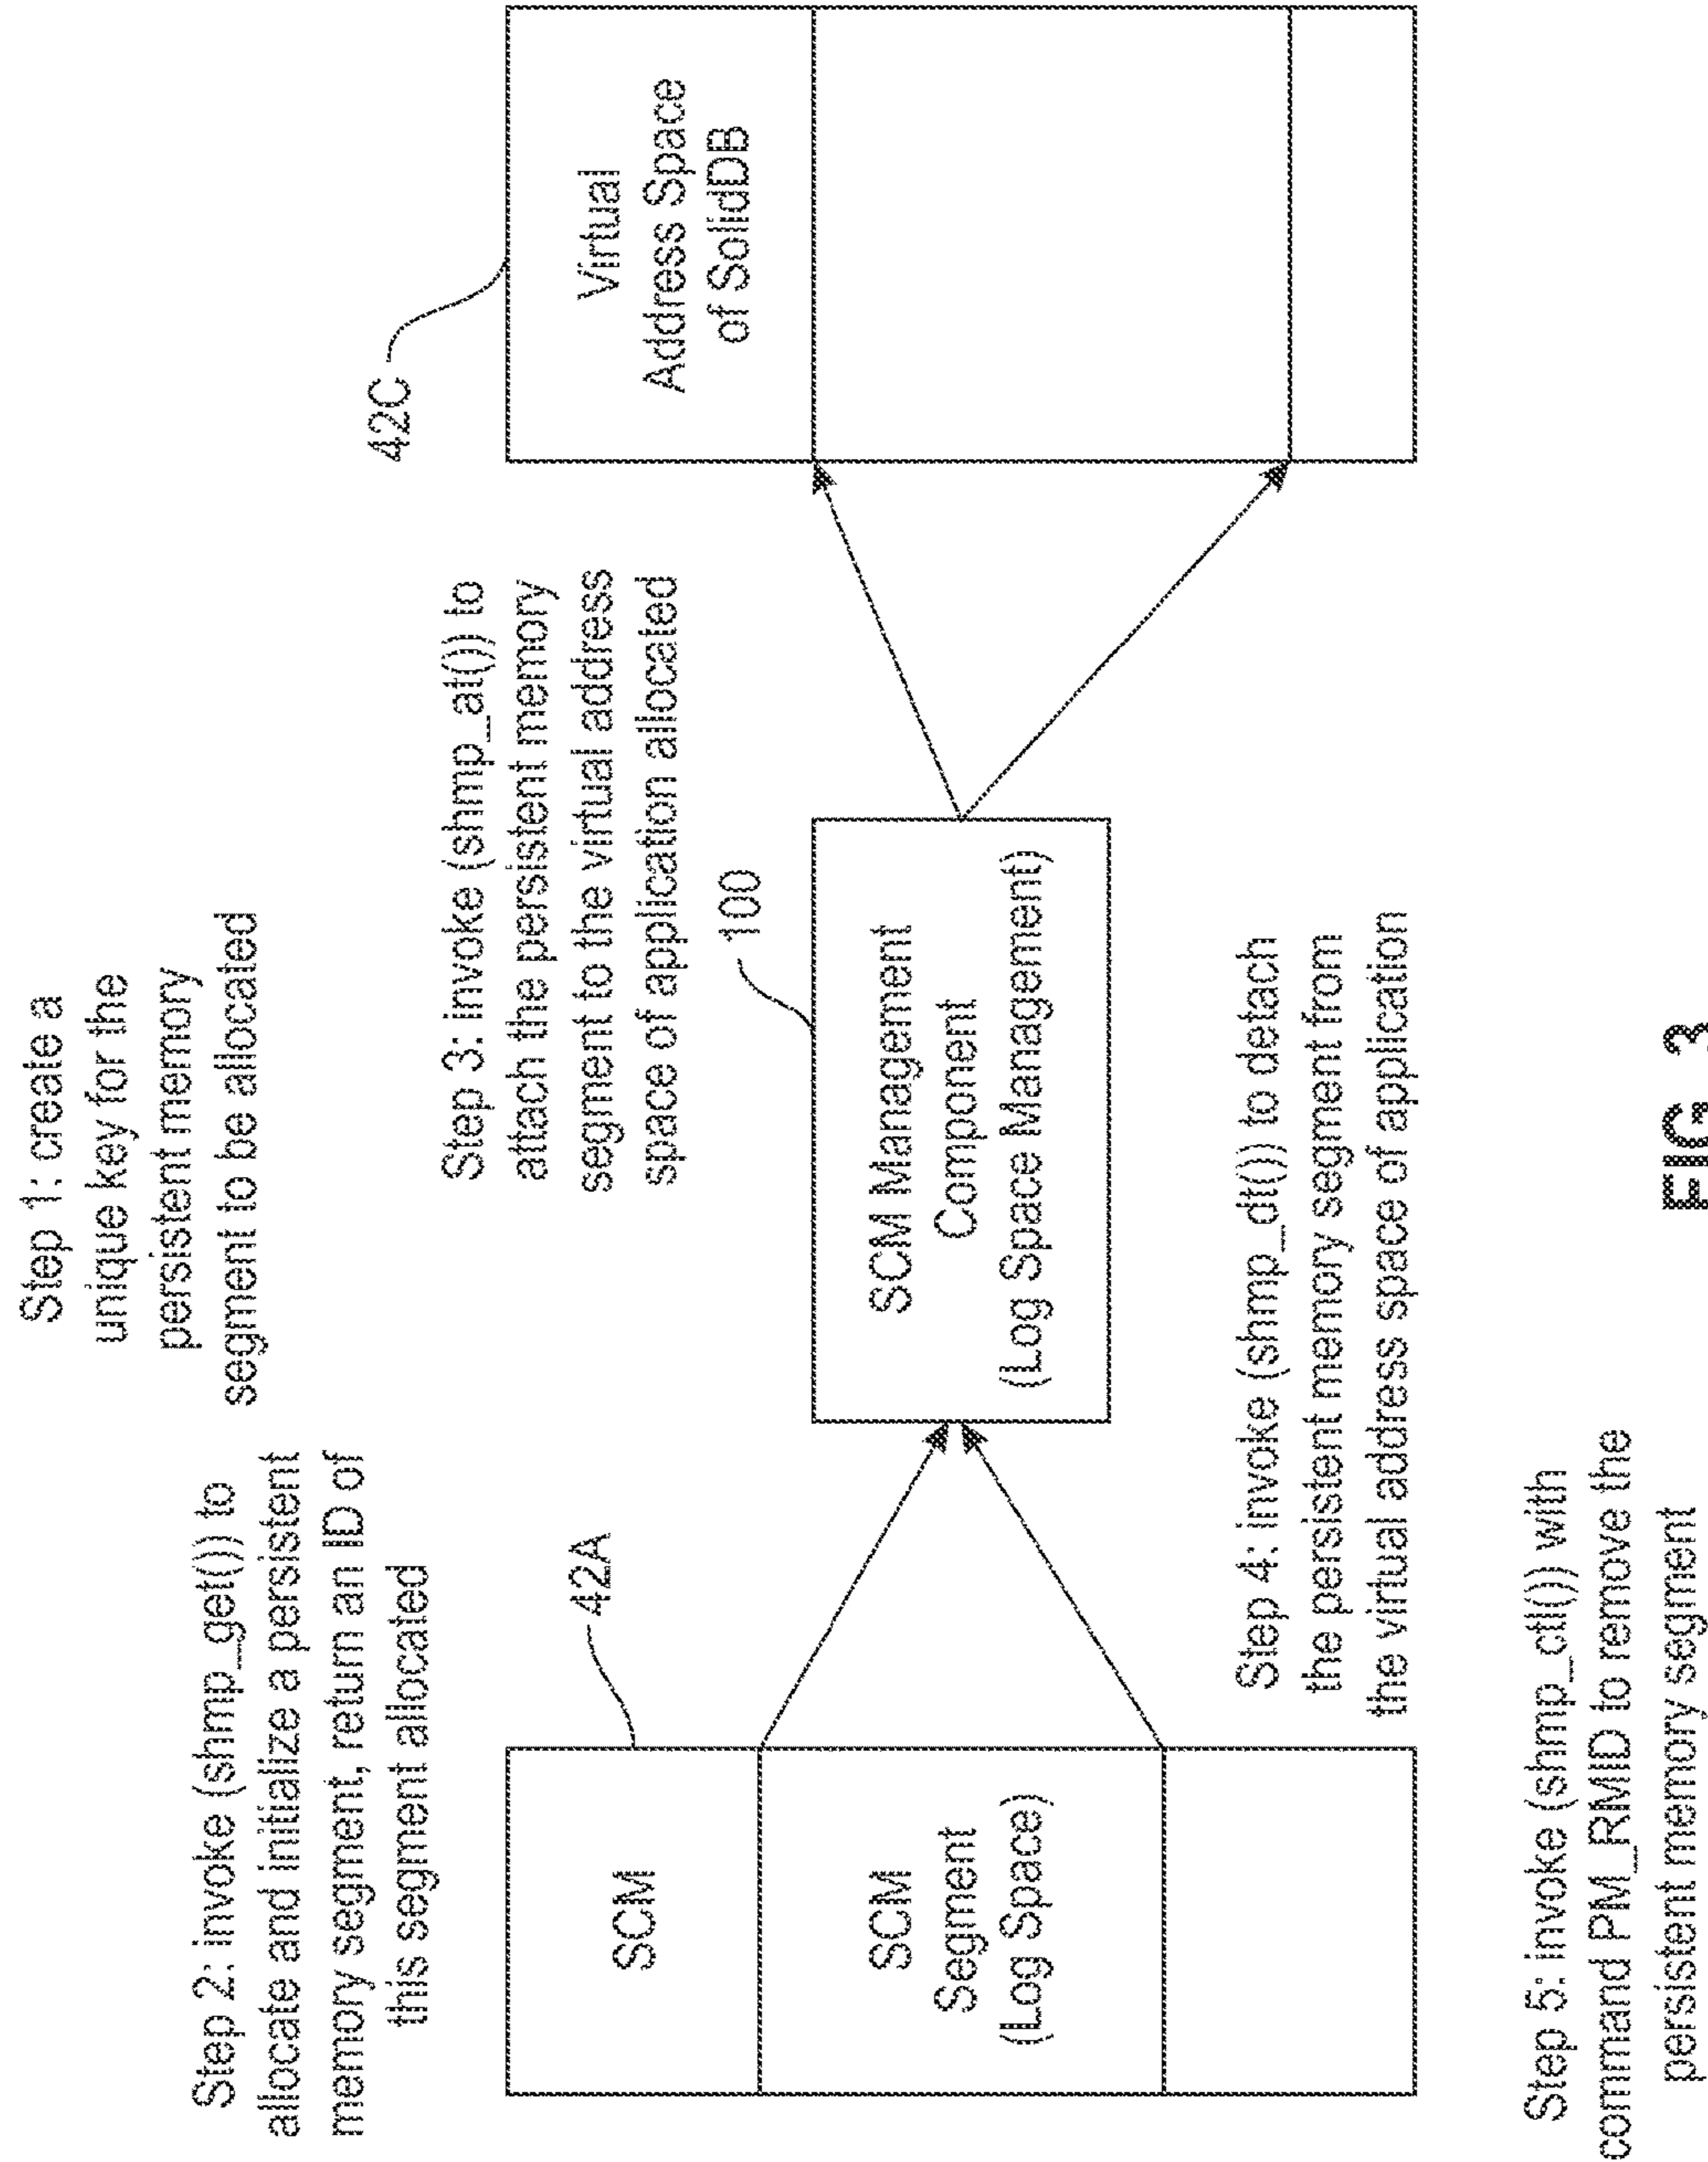 Step 1: create a
unique key for the
persistent memory
segment to be allocated
Step 2: invoke (shmp_get()) to
allocate and initialize a persistent
memory segment, return an ID of
this segment allocated
Step 3: invoke (shmp_at()) to
attach the persistent memory
segment to the virtual address
space of application allocated
42A
42C
SCM
SCM
Segment
(Log Space)
100
SCM Management
Component
(Log Space Management)
Virtual
Address Space
of SolidDB
Step 4: invoke (shmp_dt()) to detach
the persistent memory segment from
the virtual address space of application
Step 5: invoke (shmp_ctl()) with
command PM_RMID to remove the
persistent memory segment
FIG. 3